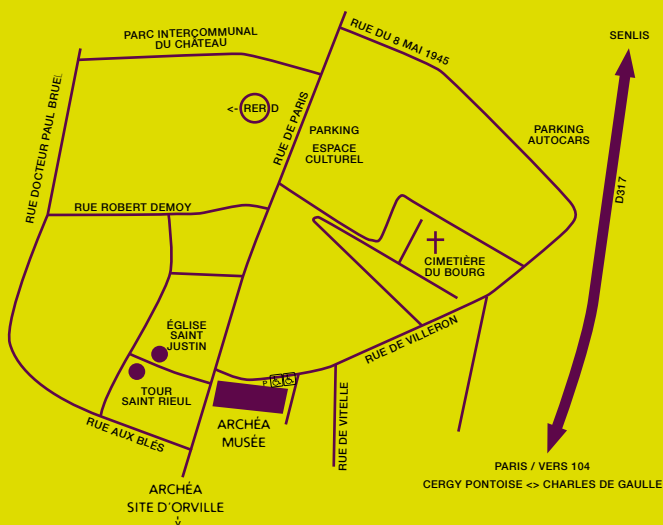 SENLIS
RUE DU 8 MAI 1945
PARC INTERCOMMUNAL
DU CHÂTEAU
RUE DOCTEUR PAUL BRUEL
<- RER D
RUE DE PARIS
PARKING
ESPACE
CULTUREL
PARKING
AUTOCARS
D317
RUE ROBERT DEMOY
CIMETIÈRE
DU BOURG
ÉGLISE
SAINT
JUSTIN
RUE DE VILLERON
TOUR
SAINT RIEUL
P
ARCHÉA
MUSÉE
RUE DE VITELLE
RUE AUX BLÉS
PARIS / VERS 104
CERGY PONTOISE <> CHARLES DE GAULLE
ARCHÉA
SITE D'ORVILLE